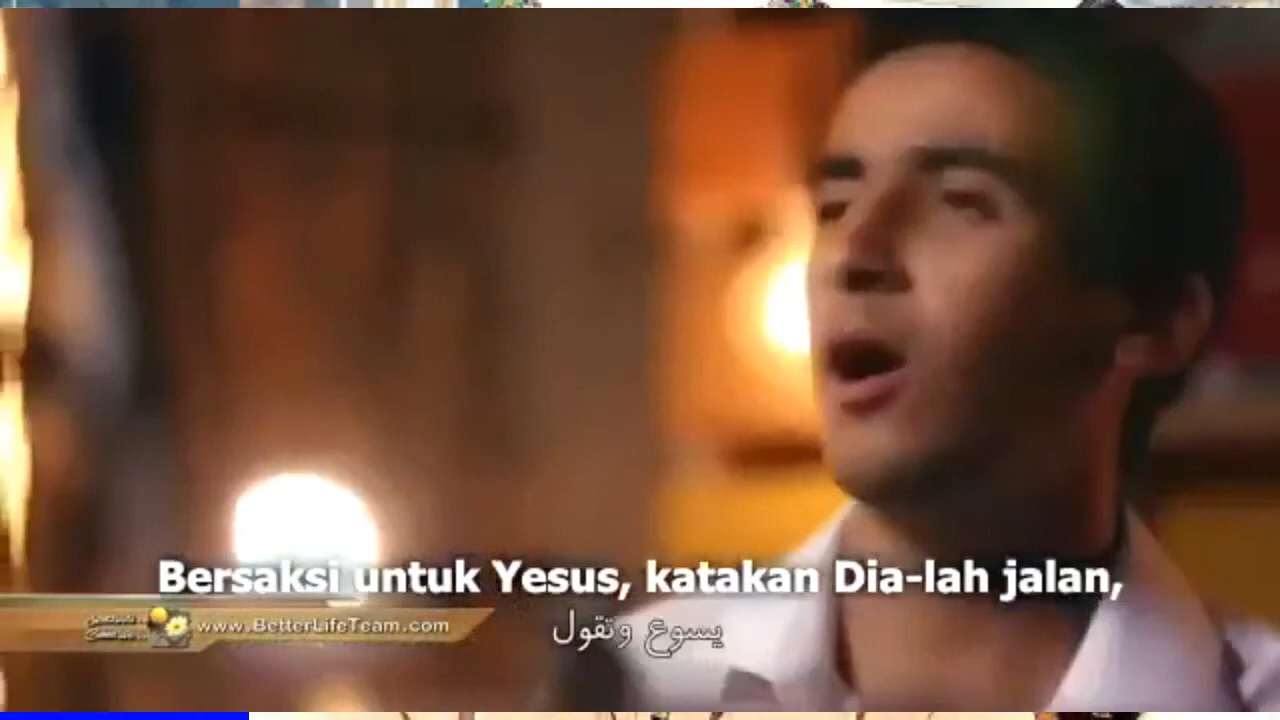 Bersaksi untuk Yesus, katakan Dia-lah jalan,
www.BetterLifeTeam.com
يسوع وتقول